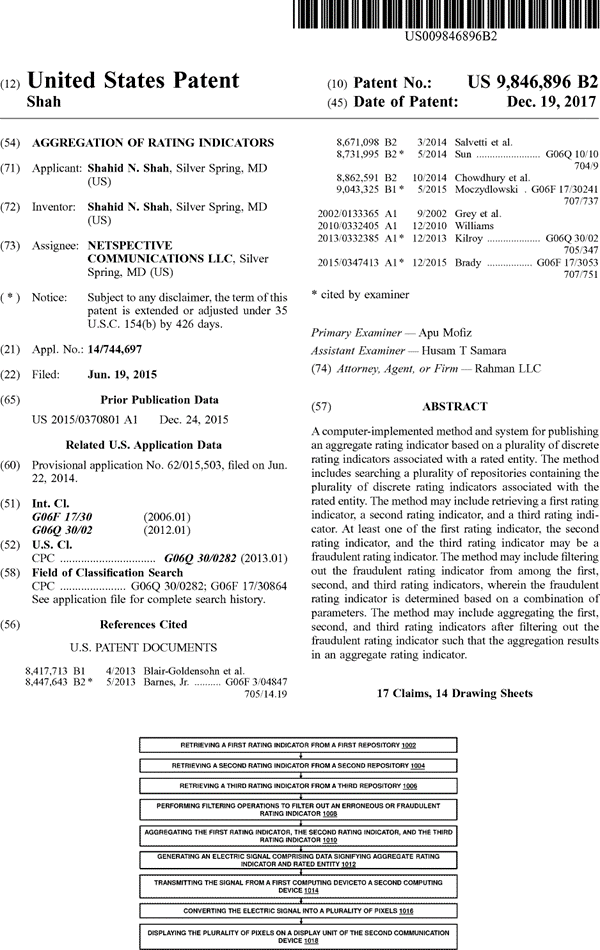 US009846896B2
(12) United States Patent
Shah
(10) Patent No.: US 9,846,896 B2
(45) Date of Patent: Dec. 19, 2017
(54) AGGREGATION OF RATING INDICATORS
(71) Applicant: Shahid N. Shah, Silver Spring, MD
(US)
(72) Inventor: Shahid N. Shah, Silver Spring, MD
(US)
(73) Assignee: NETSPECTIVE
COMMUNICATIONS LLC, Silver
Spring, MD (US)
( * ) Notice: Subject to any disclaimer, the term of this
patent is extended or adjusted under 35
U.S.C. 154(b) by 426 days.
(21) Appl. No.: 14/744,697
(22) Filed: Jun. 19, 2015
(65) Prior Publication Data
US 2015/0370801 A1 Dec. 24, 2015
Related U.S. Application Data
(60) Provisional application No. 62/015,503, filed on Jun.
22, 2014.
(51) Int. Cl.
G06F 17/30 (2006.01)
G06Q 30/02 (2012.01)
(52) U.S. Cl.
CPC .............................. G06Q 30/0282 (2013.01)
(58) Field of Classification Search
CPC ..................... G06Q 30/0282; G06F 17/30864
See application file for complete search history.
(56) References Cited
U.S. PATENT DOCUMENTS
8,417,713 B1 4/2013 Blair-Goldensohn et al.
8,447,643 B2 * 5/2013 Barnes, Jr. .......... G06F 3/04847
705/14.19
8,671,098 B2 3/2014 Salvetti et al.
8,731,995 B2 * 5/2014 Sun ...................... G06Q 10/10
704/9
8,862,591 B2 10/2014 Chowdhury et al.
9,043,325 B1 * 5/2015 Moczydlowski . G06F 17/30241
707/737
2002/0133365 A1 9/2002 Grey et al.
2010/0332405 A1 12/2010 Williams
2013/0332385 A1 * 12/2013 Kilroy .................. G06Q 30/02
705/347
2015/0347413 A1 * 12/2015 Brady ................ G06F 17/3053
707/751
* cited by examiner
Primary Examiner — Apu Mofiz
Assistant Examiner — Husam T Samara
(74) Attorney, Agent, or Firm — Rahman LLC
(57) ABSTRACT
A computer-implemented method and system for publishing
an aggregate rating indicator based on a plurality of discrete
rating indicators associated with a rated entity. The method
includes searching a plurality of repositories containing the
plurality of discrete rating indicators associated with the
rated entity. The method may include retrieving a first rating
indicator, a second rating indicator, and a third rating indi-
cator. At least one of the first rating indicator, the second
rating indicator, and the third rating indicator may be a
fraudulent rating indicator. The method may include filtering
out the fraudulent rating indicator from among the first,
second, and third rating indicators, wherein the fraudulent
rating indicator is determined based on a combination of
parameters. The method may include aggregating the first,
second, and third rating indicators after filtering out the
fraudulent rating indicator such that the aggregation results
in an aggregate rating indicator.
17 Claims, 14 Drawing Sheets
RETRIEVING A FIRST RATING INDICATOR FROM A FIRST REPOSITORY 1002
RETRIEVING A SECOND RATING INDICATOR FROM A SECOND REPOSITORY 1004
RETRIEVING A THIRD RATING INDICATOR FROM A THIRD REPOSITORY 1006
PERFORMING FILTERING OPERATIONS TO FILTER OUT AN ERRONEOUS OR FRAUDULENT
RATING INDICATOR 1008
AGGREGATING THE FIRST RATING INDICATOR, THE SECOND RATING INDICATOR, AND THE THIRD
RATING INDICATOR 1010
GENERATING AN ELECTRIC SIGNAL COMPRISING DATA SIGNIFYING AGGREGATE RATING
INDICATOR AND RATED ENTITY 1012
TRANSMITTING THE SIGNAL FROM A FIRST COMPUTING DEVICETO A SECOND COMPUTING
DEVICE 1014
CONVERTING THE ELECTRIC SIGNAL INTO A PLURALITY OF PIXELS 1016
DISPLAYING THE PLURALITY OF PIXELS ON A DISPLAY UNIT OF THE SECOND COMMUNICATION
DEVICE 1018